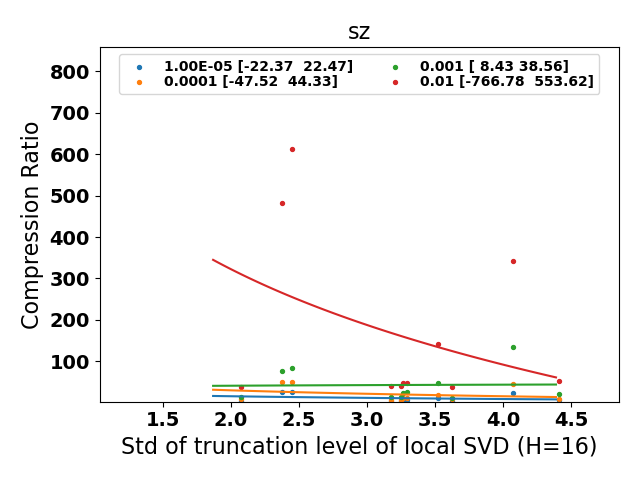 sz
1.00E-05 [-22.37  22.47]
0.001 [ 8.43 38.56]
0.0001 [-47.52  44.33]
0.01 [-766.78  553.62]
Compression Ratio
800
700
600
500
400
300
200
100
1.5 2.0 2.5 3.0 3.5 4.0 4.5
Std of truncation level of local SVD (H=16)